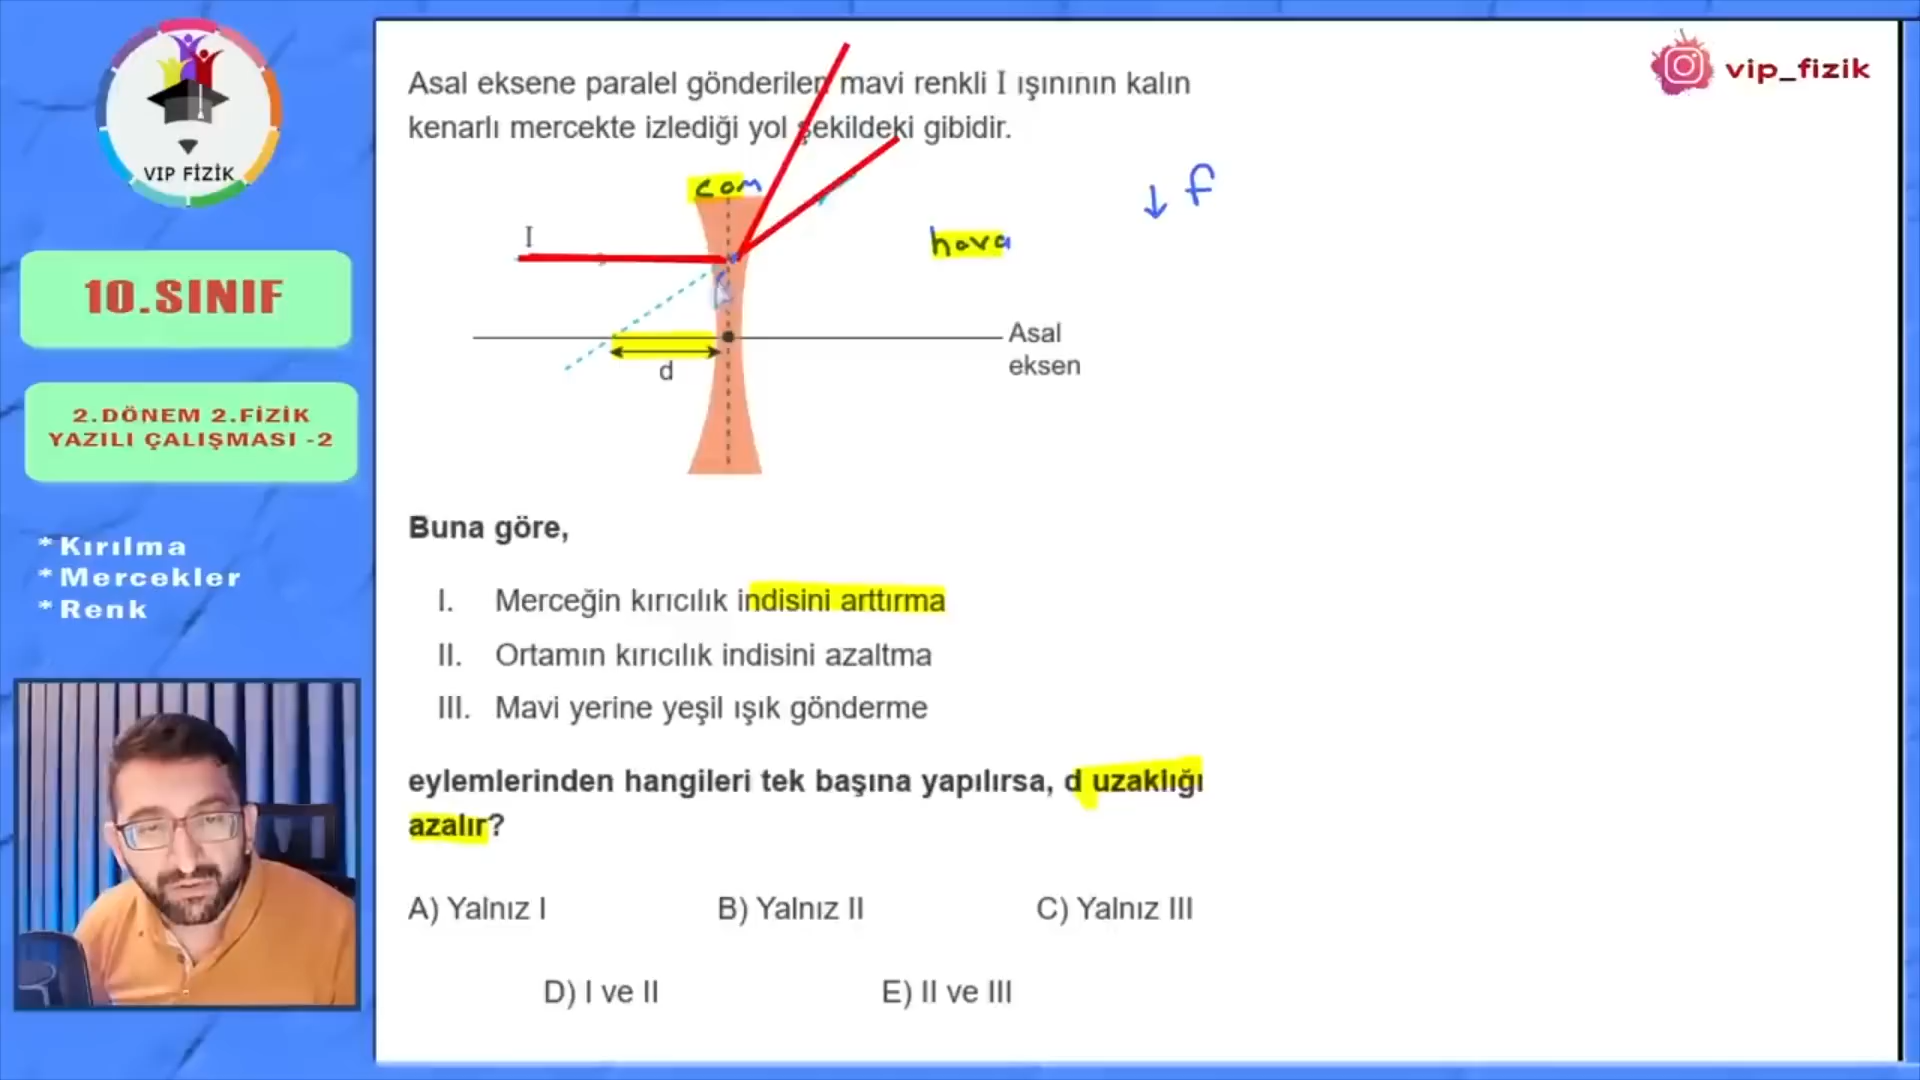 VIP FİZİK
10.SINIF
2.DÖNEM 2.FİZİK
YAZILI ÇALIŞMASI -2
* Kırılma
* Mercekler
* Renk
vip_fizik
Asal eksene paralel gönderilen mavi renkli I ışınının kalın
kenarlı mercekte izlediği yol şekildeki gibidir.
cam
f
I
hava
Asal
eksen
d
Buna göre,
I. Merceğin kırıcılık indisini arttırma
II. Ortamın kırıcılık indisini azaltma
III. Mavi yerine yeşil ışık gönderme
eylemlerinden hangileri tek başına yapılırsa, d uzaklığı
azalır?
A) Yalnız I B) Yalnız II C) Yalnız III
D) I ve II E) II ve III